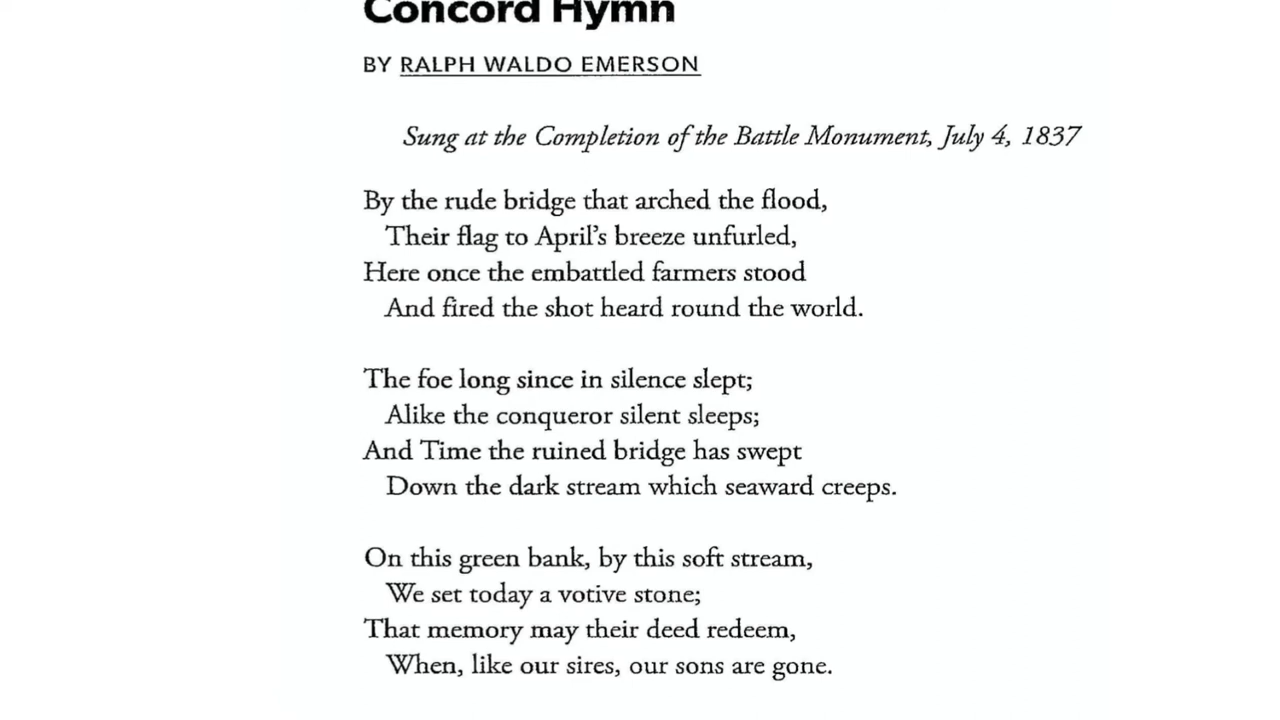 Concord Hymn
BY RALPH WALDO EMERSON
Sung at the Completion of the Battle Monument, July 4, 1837
By the rude bridge that arched the flood,
Their flag to April's breeze unfurled,
Here once the embattled farmers stood
And fired the shot heard round the world.
The foe long since in silence slept;
Alike the conqueror silent sleeps;
And Time the ruined bridge has swept
Down the dark stream which seaward creeps.
On this green bank, by this soft stream,
We set today a votive stone;
That memory may their deed redeem,
When, like our sires, our sons are gone.